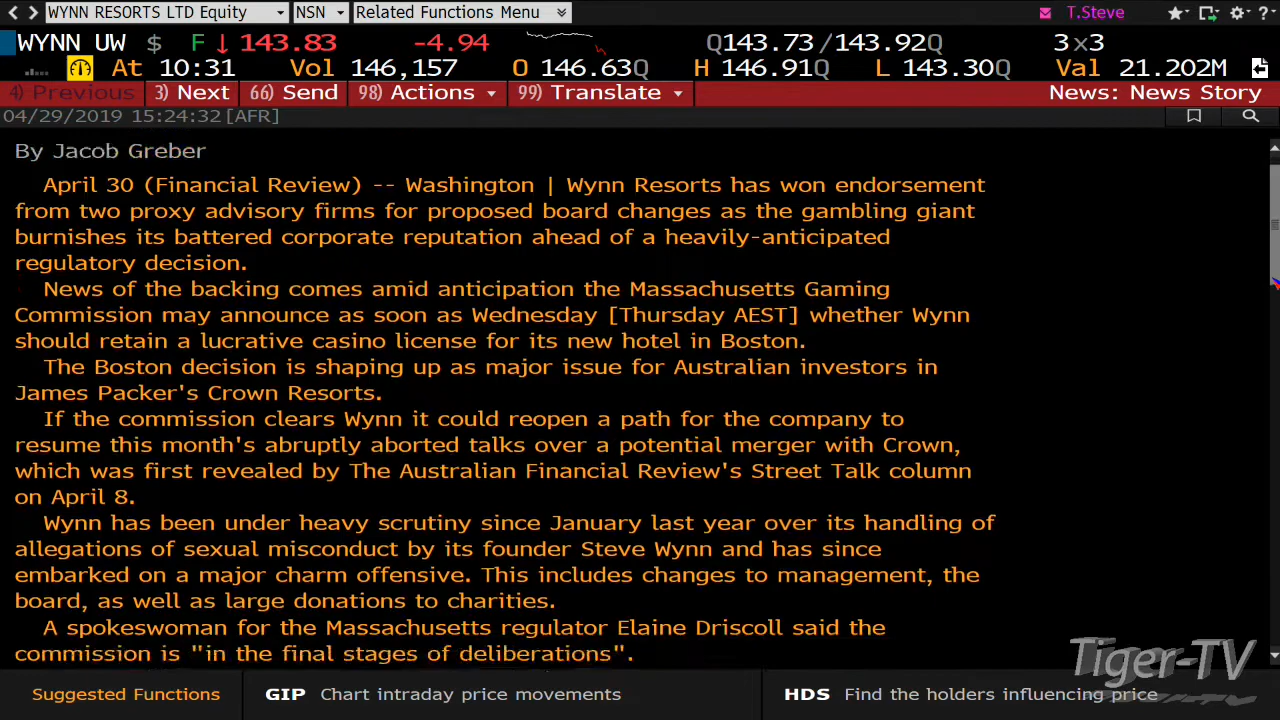 WYNN RESORTS LTD Equity NSN Related Functions Menu T.Steve ?
WYNN UW $ F ↓ 143.83 -4.94 Q143.73/143.92Q 3x3
At 10:31 Vol 146,157 O 146.63Q H 146.91Q L 143.30Q Val 21.202M
4) Previous 3) Next 66) Send 98) Actions 99) Translate News: News Story
04/29/2019 15:24:32 [AFR]
By Jacob Greber
April 30 (Financial Review) -- Washington | Wynn Resorts has won endorsement
from two proxy advisory firms for proposed board changes as the gambling giant
burnishes its battered corporate reputation ahead of a heavily-anticipated
regulatory decision.
News of the backing comes amid anticipation the Massachusetts Gaming
Commission may announce as soon as Wednesday [Thursday AEST] whether Wynn
should retain a lucrative casino license for its new hotel in Boston.
The Boston decision is shaping up as major issue for Australian investors in
James Packer's Crown Resorts.
If the commission clears Wynn it could reopen a path for the company to
resume this month's abruptly aborted talks over a potential merger with Crown,
which was first revealed by The Australian Financial Review's Street Talk column
on April 8.
Wynn has been under heavy scrutiny since January last year over its handling of
allegations of sexual misconduct by its founder Steve Wynn and has since
embarked on a major charm offensive. This includes changes to management, the
board, as well as large donations to charities.
A spokeswoman for the Massachusetts regulator Elaine Driscoll said the
commission is "in the final stages of deliberations".
Tiger-TV
Suggested Functions GIP Chart intraday price movements HDS Find the holders influencing price